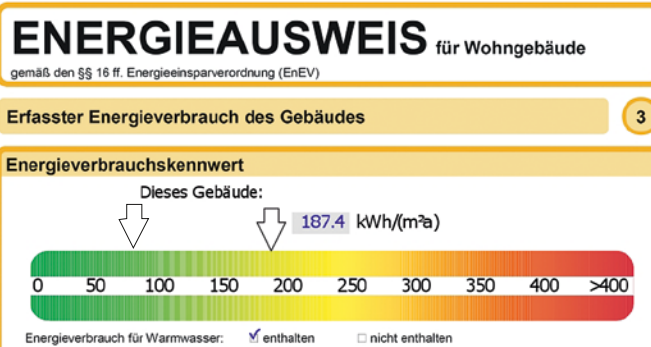 ENERGIEAUSWEIS für Wohngebäude
gemäß den §§ 16 ff. Energieeinsparverordnung (EnEV)
Erfasster Energieverbrauch des Gebäudes 3
Energieverbrauchskennwert
Dieses Gebäude:
187.4 kWh/(m²a)
0 50 100 150 200 250 300 350 400 >400
Energieverbrauch für Warmwasser: enthalten nicht enthalten